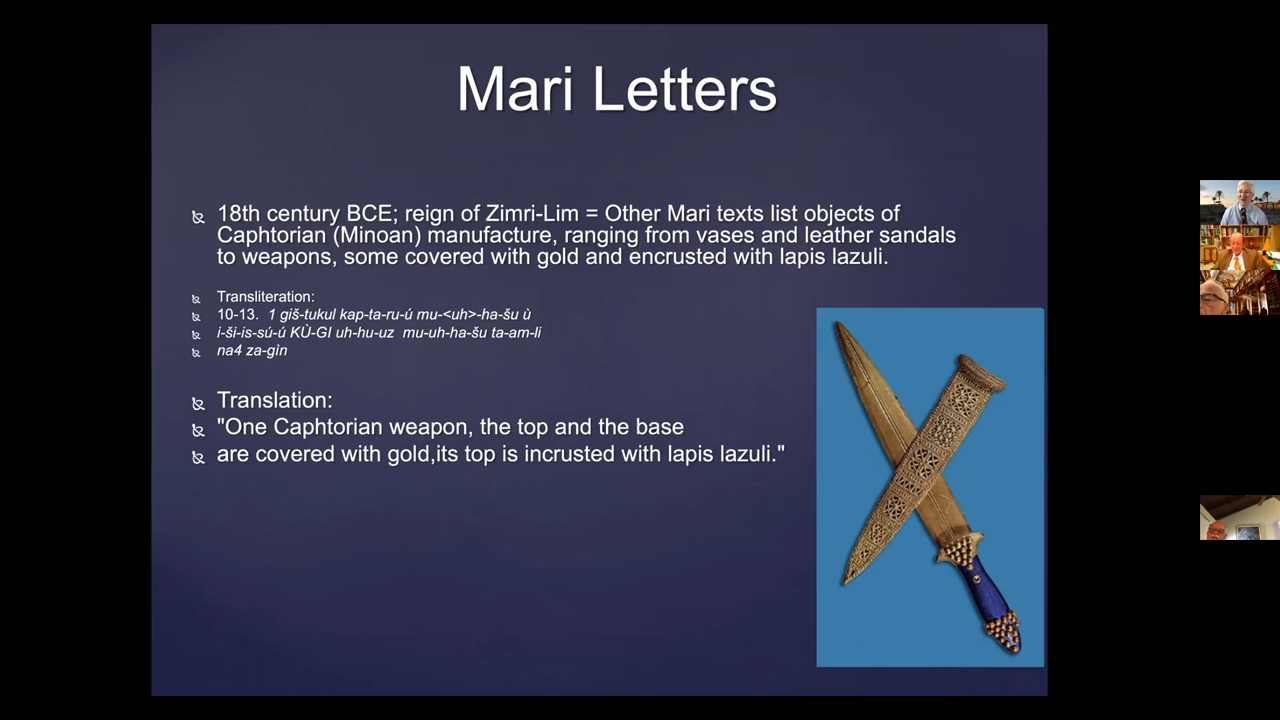 Mari Letters
18th century BCE; reign of Zimri-Lim = Other Mari texts list objects of
Caphtorian (Minoan) manufacture, ranging from vases and leather sandals
to weapons, some covered with gold and encrusted with lapis lazuli.
Transliteration:
10-13. 1 giš-tukul kap-ta-ru-ú mu-<uh>-ha-šu ù
i-ši-is-sú-ú KÙ-GI uh-hu-uz mu-uh-ha-šu ta-am-li
na4 za-gìn
Translation:
"One Caphtorian weapon, the top and the base
are covered with gold,its top is incrusted with lapis lazuli."